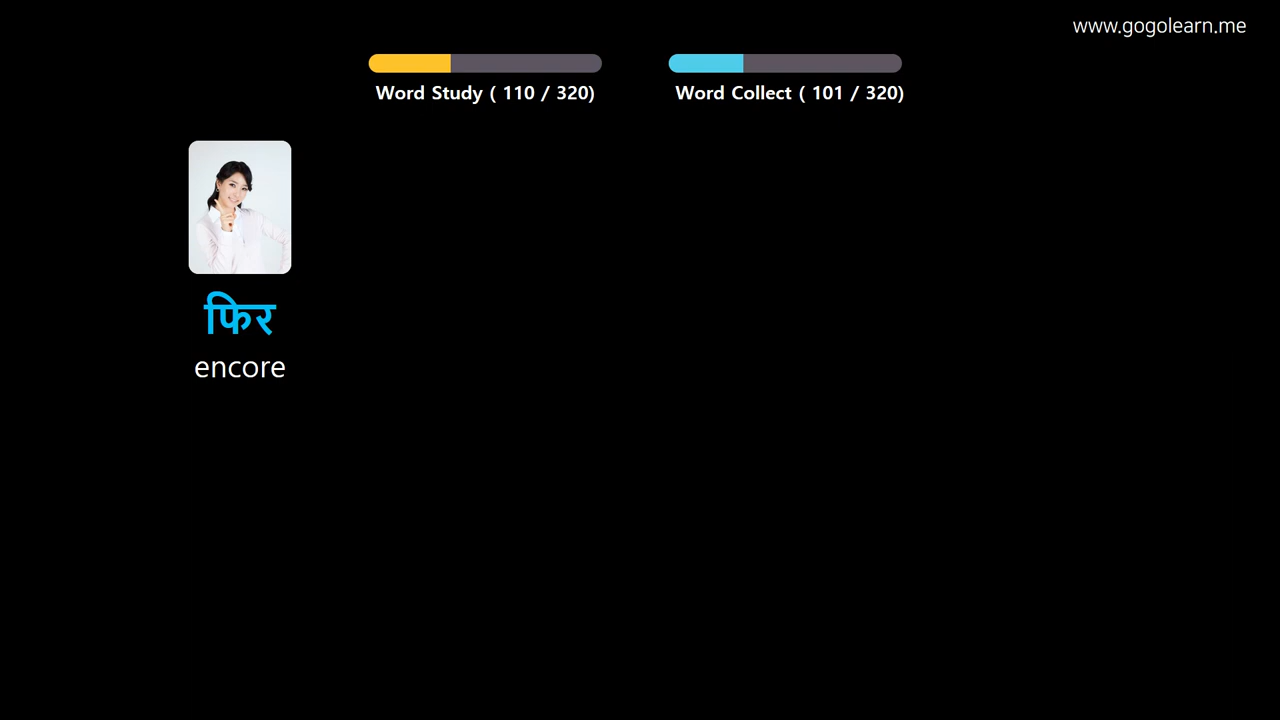 www.gogolearn.me
Word Study ( 110 / 320)
Word Collect ( 101 / 320)
फिर
encore